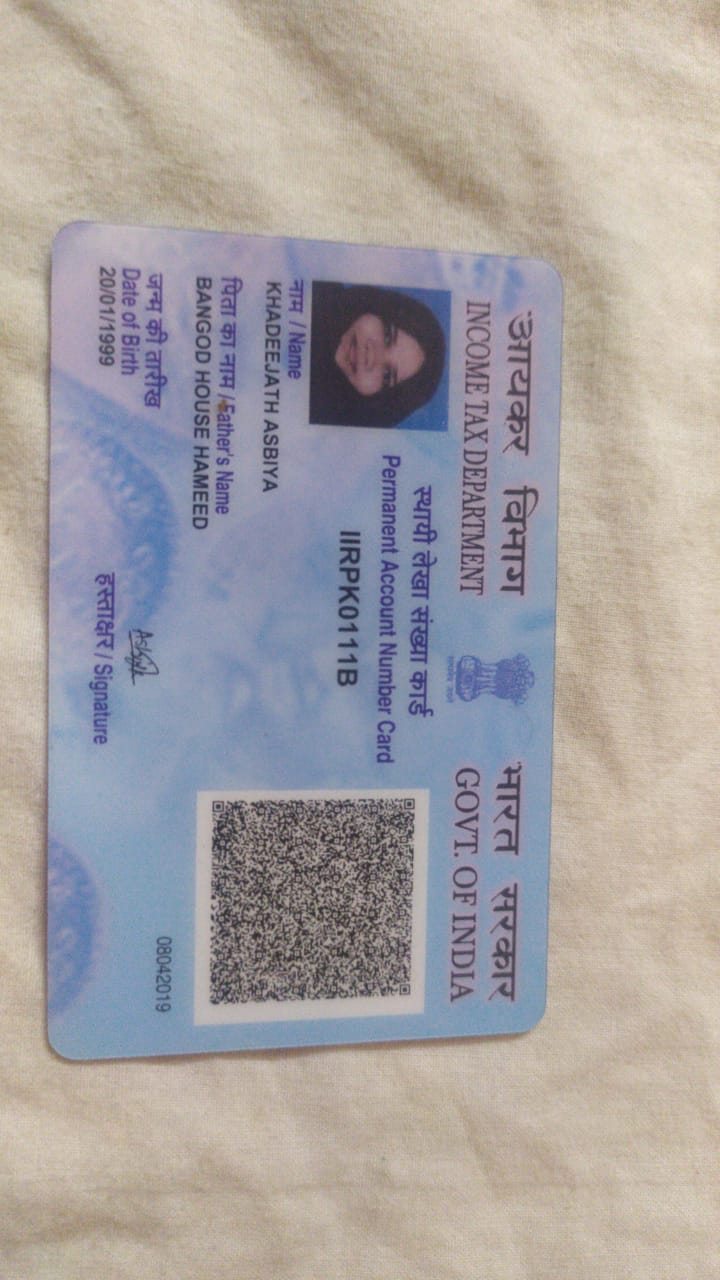 आयकर विभाग
INCOME TAX DEPARTMENT
भारत सरकार
GOVT. OF INDIA
स्थायी लेखा संख्या कार्ड
Permanent Account Number Card
IIRPK0111B
नाम / Name
KHADEEJATH ASBIYA
पिता का नाम / Father's Name
BANGOD HOUSE HAMEED
जन्म की तारीख
Date of Birth
20/01/1999
हस्ताक्षर / Signature
08042019